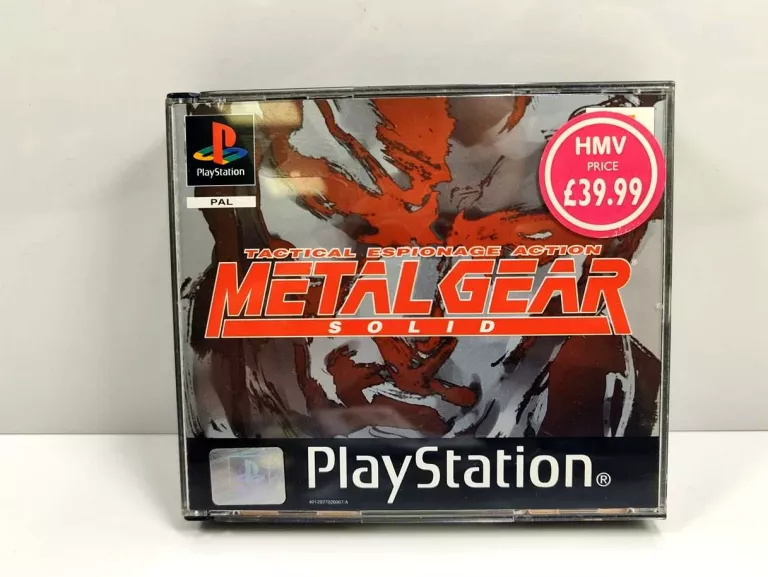 PlayStation
PAL
HMV
PRICE
£39.99
TACTICAL ESPIONAGE ACTION
METAL GEAR
SOLID
PlayStation®